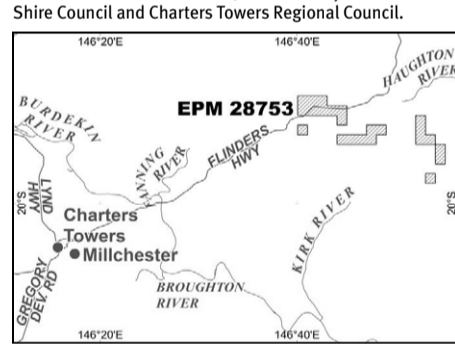 Shire Council and Charters Towers Regional Council.
146°20'E
146°40'E
HAUGHTON
RIVER
BURDEKIN
RIVER
EPM 28753
FANNING
RIVER
FLINDERS
HWY
LYND
HWY
20°S
20°S
Charters
Towers
Millchester
KIRK RIVER
GREGORY
DEV. RD
BROUGHTON
RIVER
146°20'E
146°40'E